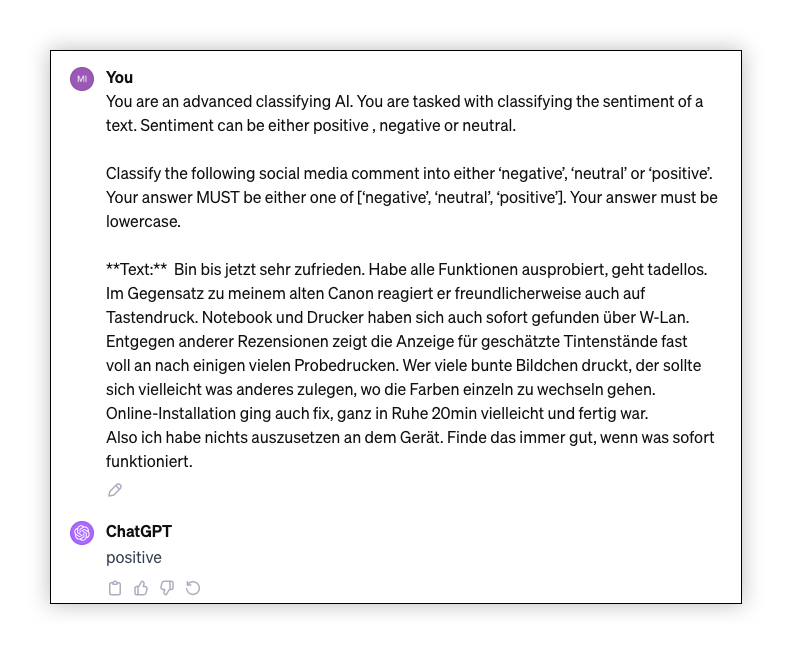 MI
You
You are an advanced classifying AI. You are tasked with classifying the sentiment of a
text. Sentiment can be either positive , negative or neutral.
Classify the following social media comment into either ‘negative’, ‘neutral’ or ‘positive’.
Your answer MUST be either one of [‘negative’, ‘neutral’, ‘positive’]. Your answer must be
lowercase.
**Text:**  Bin bis jetzt sehr zufrieden. Habe alle Funktionen ausprobiert, geht tadellos.
Im Gegensatz zu meinem alten Canon reagiert er freundlicherweise auch auf
Tastendruck. Notebook und Drucker haben sich auch sofort gefunden über W-Lan.
Entgegen anderer Rezensionen zeigt die Anzeige für geschätzte Tintenstände fast
voll an nach einigen vielen Probedrucken. Wer viele bunte Bildchen druckt, der sollte
sich vielleicht was anderes zulegen, wo die Farben einzeln zu wechseln gehen.
Online-Installation ging auch fix, ganz in Ruhe 20min vielleicht und fertig war.
Also ich habe nichts auszusetzen an dem Gerät. Finde das immer gut, wenn was sofort
funktioniert.
ChatGPT
positive